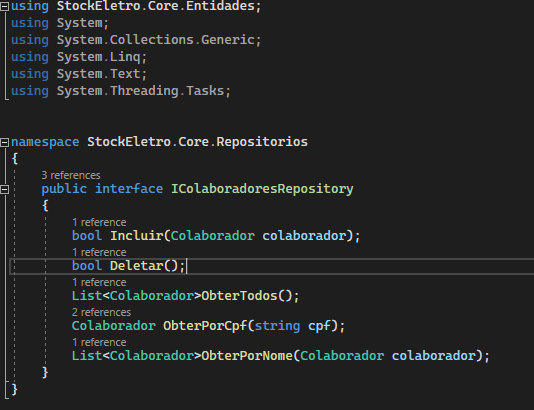 using StockEletro.Core.Entidades;
using System;
using System.Collections.Generic;
using System.Linq;
using System.Text;
using System.Threading.Tasks;
namespace StockEletro.Core.Repositorios
{
3 references
public interface IColaboradoresRepository
{
1 reference
bool Incluir(Colaborador colaborador);
1 reference
bool Deletar();
1 reference
List<Colaborador>ObterTodos();
2 references
Colaborador ObterPorCpf(string cpf);
1 reference
List<Colaborador>ObterPorNome(Colaborador colaborador);
}
}